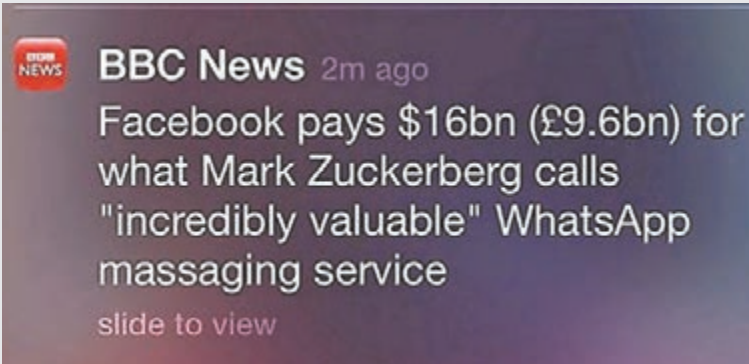 BBC
NEWS
BBC News 2m ago
Facebook pays $16bn (£9.6bn) for
what Mark Zuckerberg calls
"incredibly valuable" WhatsApp
massaging service
slide to view